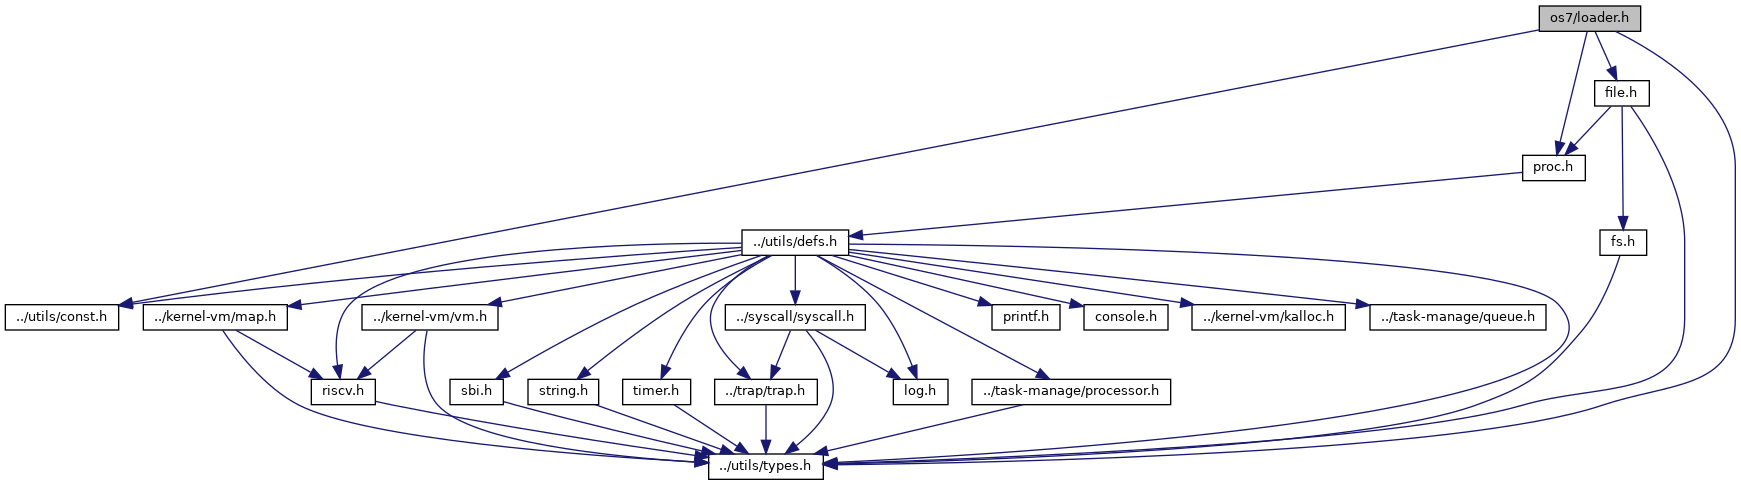 os7/loader.h
file.h
proc.h
../utils/defs.h
fs.h
../utils/const.h
../kernel-vm/map.h
../kernel-vm/vm.h
../syscall/syscall.h
printf.h
console.h
../kernel-vm/kalloc.h
../task-manage/queue.h
riscv.h
sbi.h
string.h
timer.h
../trap/trap.h
log.h
../task-manage/processor.h
../utils/types.h